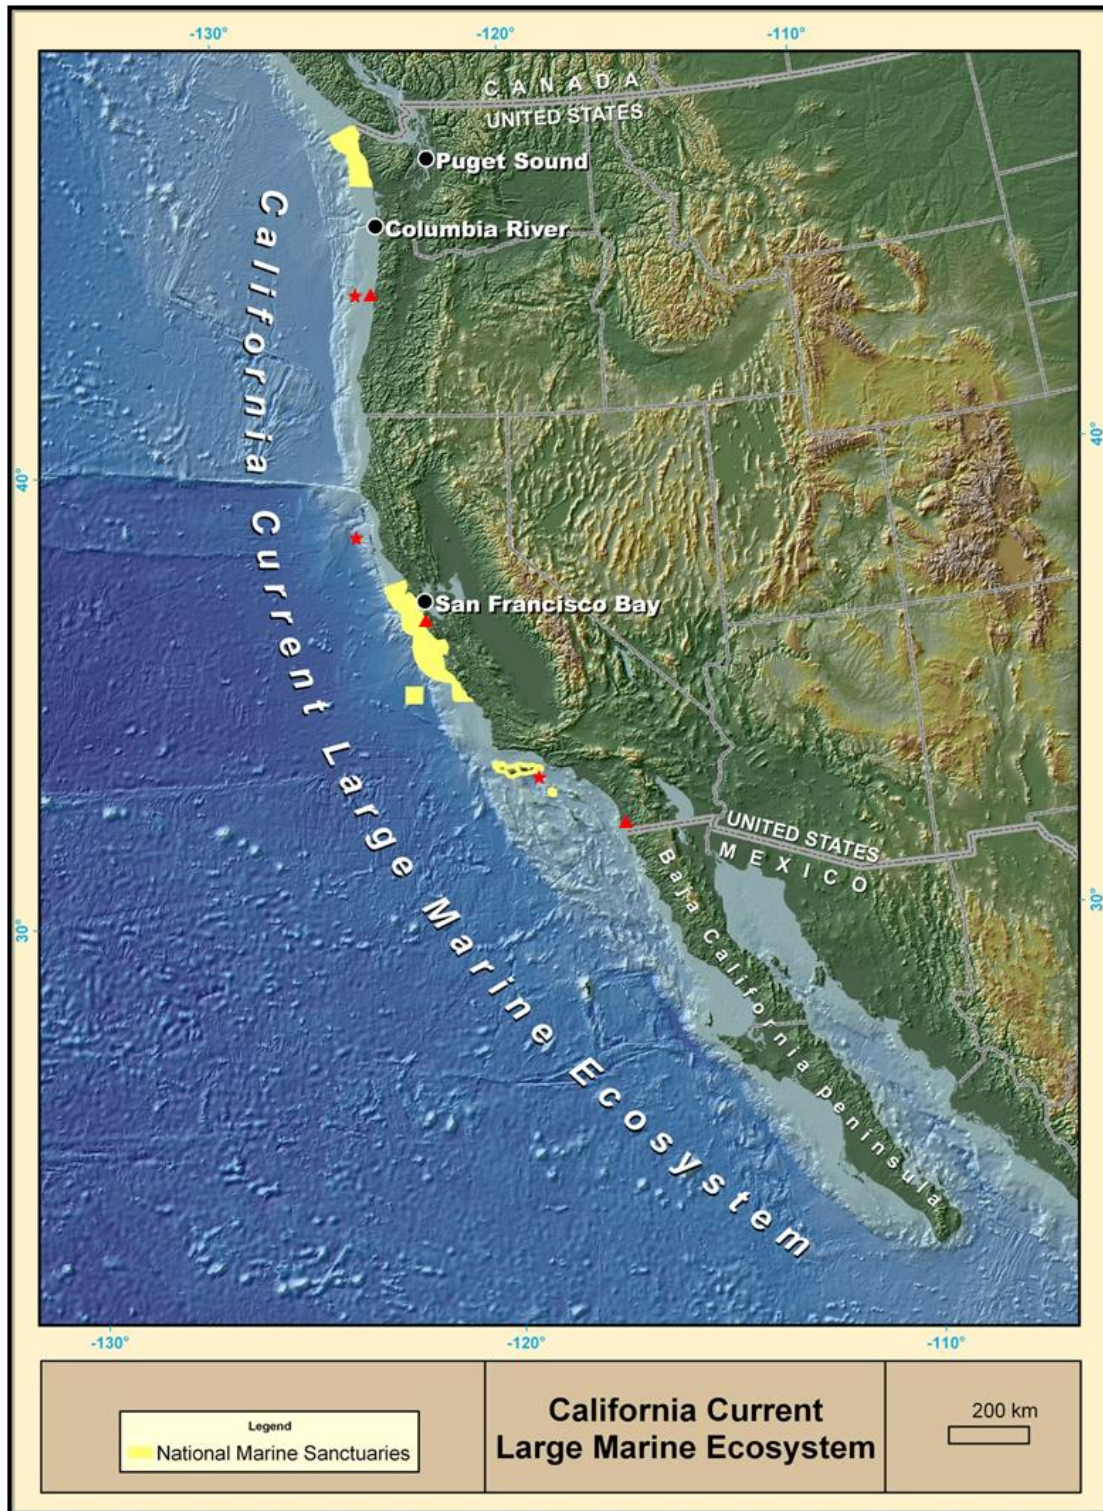 -130°
-120°
-110°
CANADA
UNITED STATES
Puget Sound
Columbia River
California Current Large Marine Ecosystem
40°
40°
San Francisco Bay
UNITED STATES
MEXICO
Baja California peninsula
30°
30°
-130°
-120°
-110°
Legend
National Marine Sanctuaries
California Current
Large Marine Ecosystem
200 km